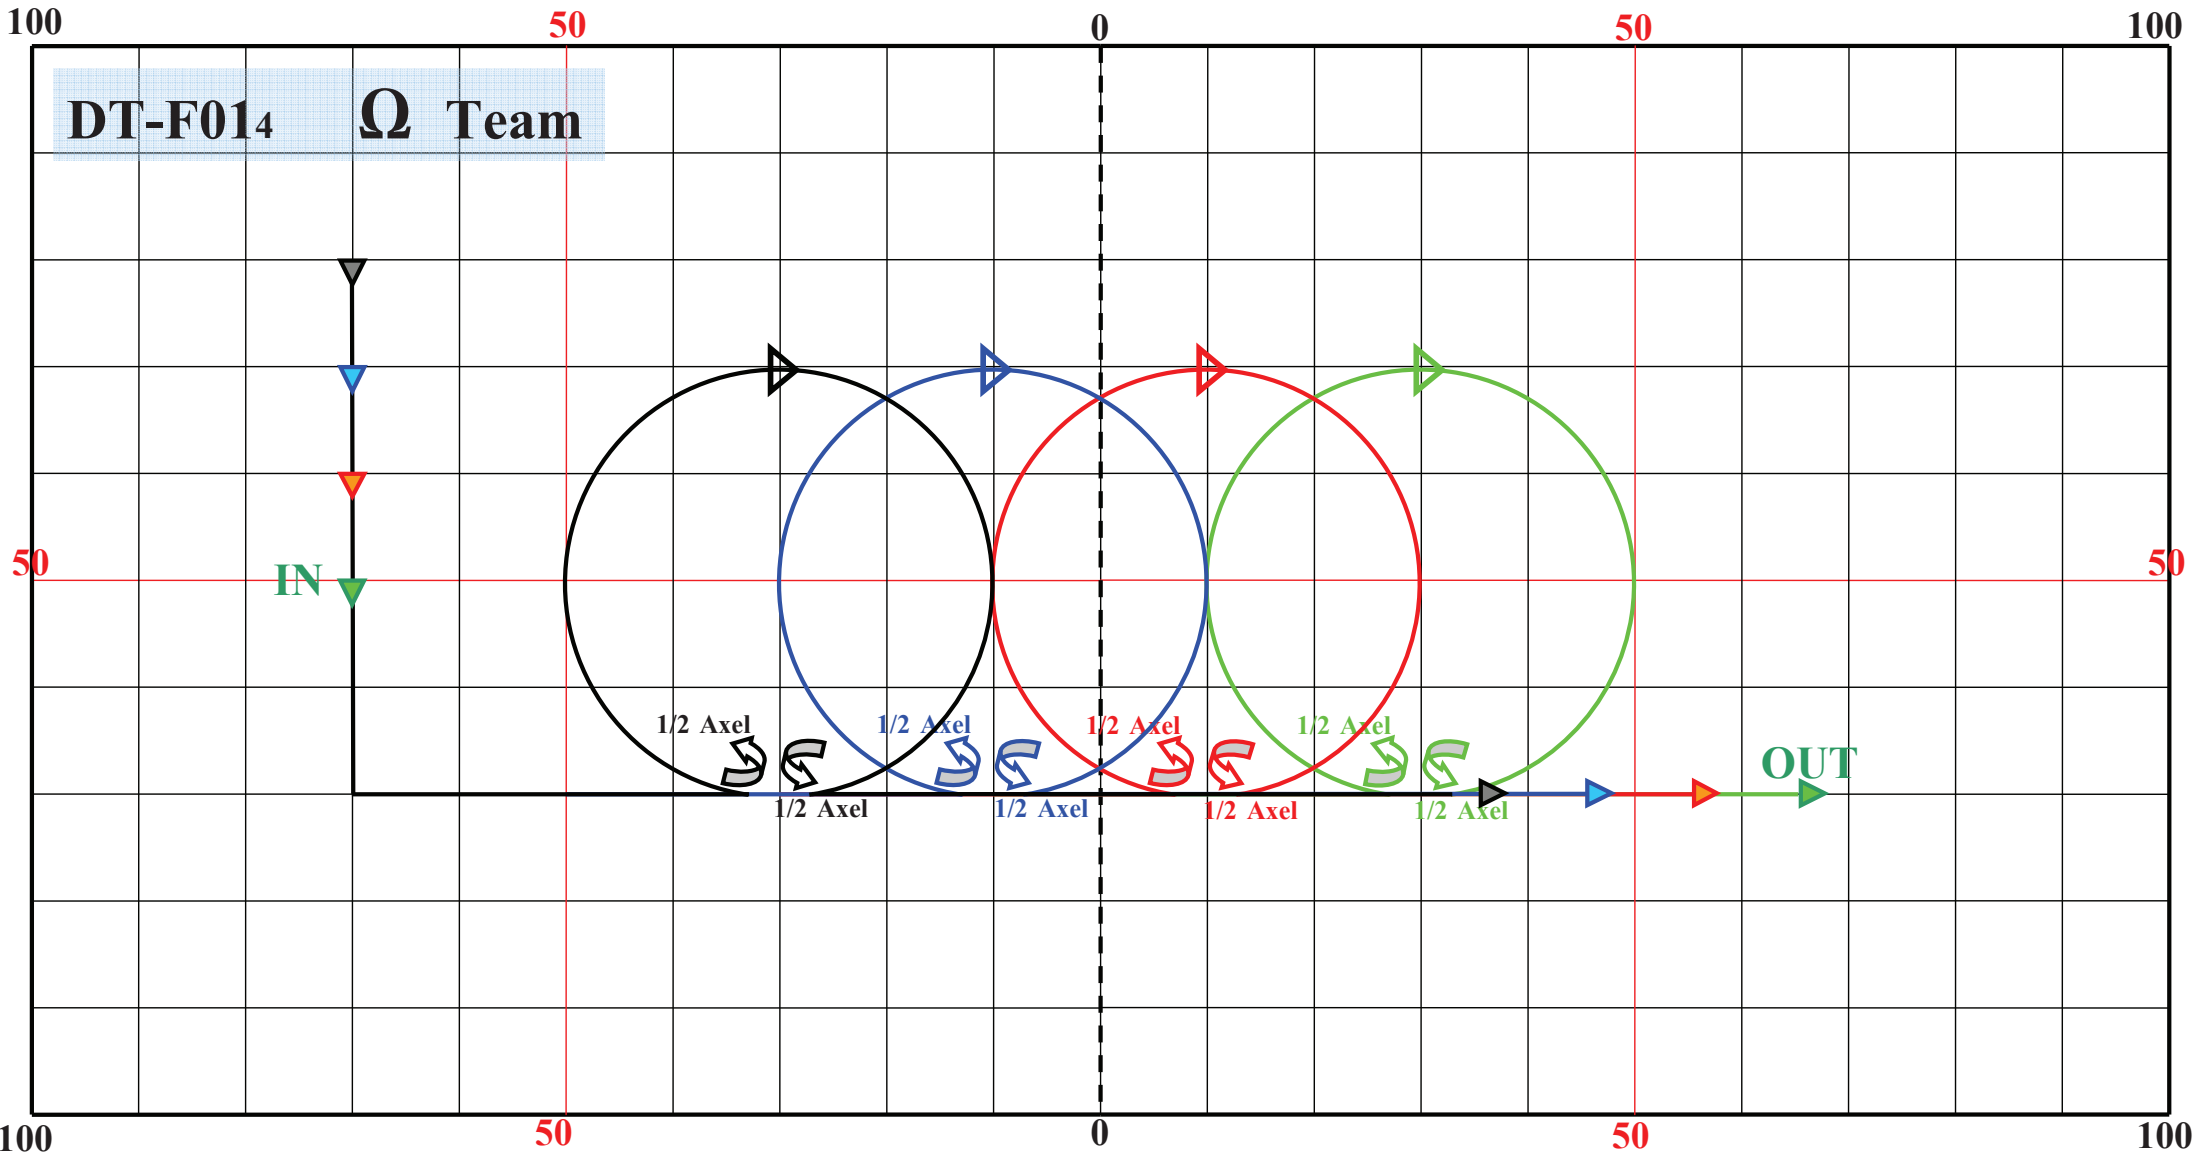 100 50 0 50 100
DT-F014 Ω Team
50 50
IN
1/2 Axel 1/2 Axel 1/2 Axel 1/2 Axel
OUT
1/2 Axel 1/2 Axel 1/2 Axel 1/2 Axel
100 50 0 50 100